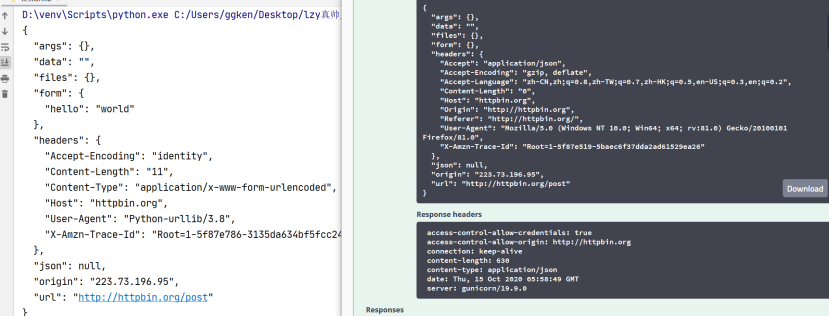 D:\venv\Scripts\python.exe C:/Users/ggken/Desktop/lzy真帅
{
"args": {},
"data": "",
"files": {},
"form": {
"hello": "world"
},
"headers": {
"Accept-Encoding": "identity",
"Content-Length": "11",
"Content-Type": "application/x-www-form-urlencoded",
"Host": "httpbin.org",
"User-Agent": "Python-urllib/3.8",
"X-Amzn-Trace-Id": "Root=1-5f87e786-3135da634bf5fcc24
},
"json": null,
"origin": "223.73.196.95",
"url": "http://httpbin.org/post"
}
{
"args": {},
"data": "",
"files": {},
"form": {},
"headers": {
"Accept": "application/json",
"Accept-Encoding": "gzip, deflate",
"Accept-Language": "zh-CN,zh;q=0.8,zh-TW;q=0.7,zh-HK;q=0.5,en-US;q=0.3,en;q=0.2",
"Content-Length": "0",
"Host": "httpbin.org",
"Origin": "http://httpbin.org",
"Referer": "http://httpbin.org/",
"User-Agent": "Mozilla/5.0 (Windows NT 10.0; Win64; x64; rv:81.0) Gecko/20100101
Firefox/81.0",
"X-Amzn-Trace-Id": "Root=1-5f87e519-5baec6f37dda2ad61529ea26"
},
"json": null,
"origin": "223.73.196.95",
"url": "http://httpbin.org/post"
}
Download
Response headers
access-control-allow-credentials: true
access-control-allow-origin: http://httpbin.org
connection: keep-alive
content-length: 630
content-type: application/json
date: Thu, 15 Oct 2020 05:58:49 GMT
server: gunicorn/19.9.0
Responses